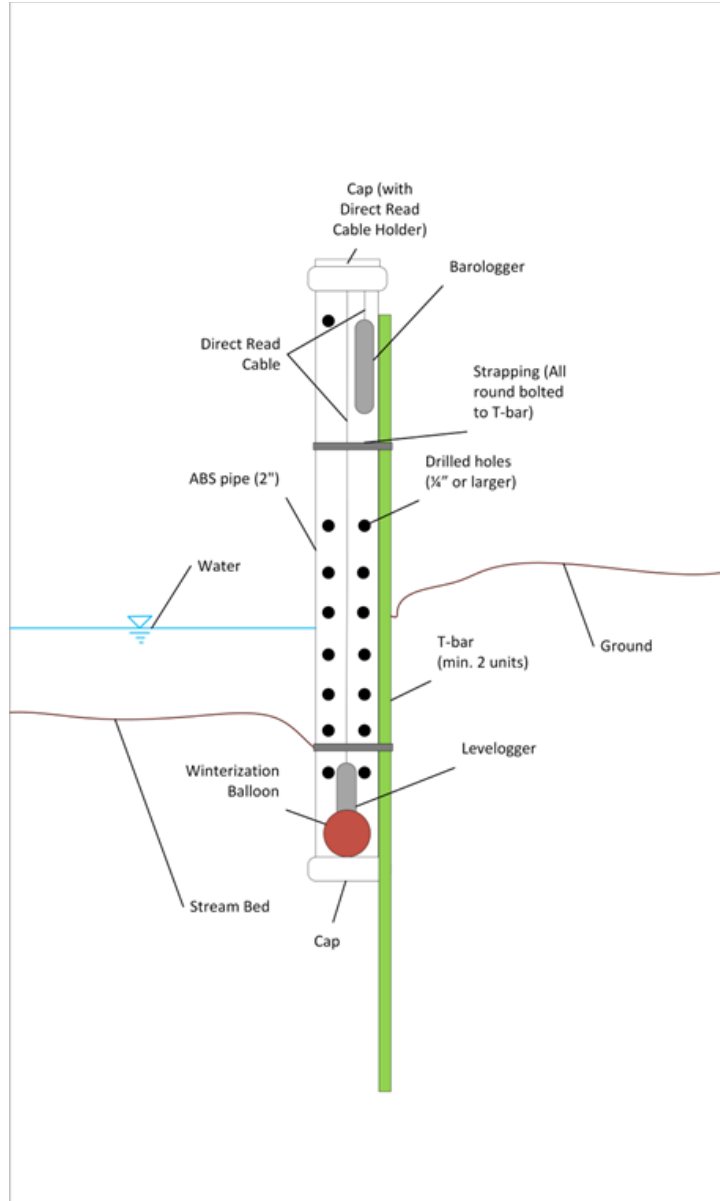 Cap (with
Direct Read
Cable Holder)
Barologger
Direct Read
Cable
Strapping (All
round bolted
to T-bar)
ABS pipe (2")
Drilled holes
(¼” or larger)
Water
Ground
T-bar
(min. 2 units)
Levelogger
Winterization
Balloon
Stream Bed
Cap